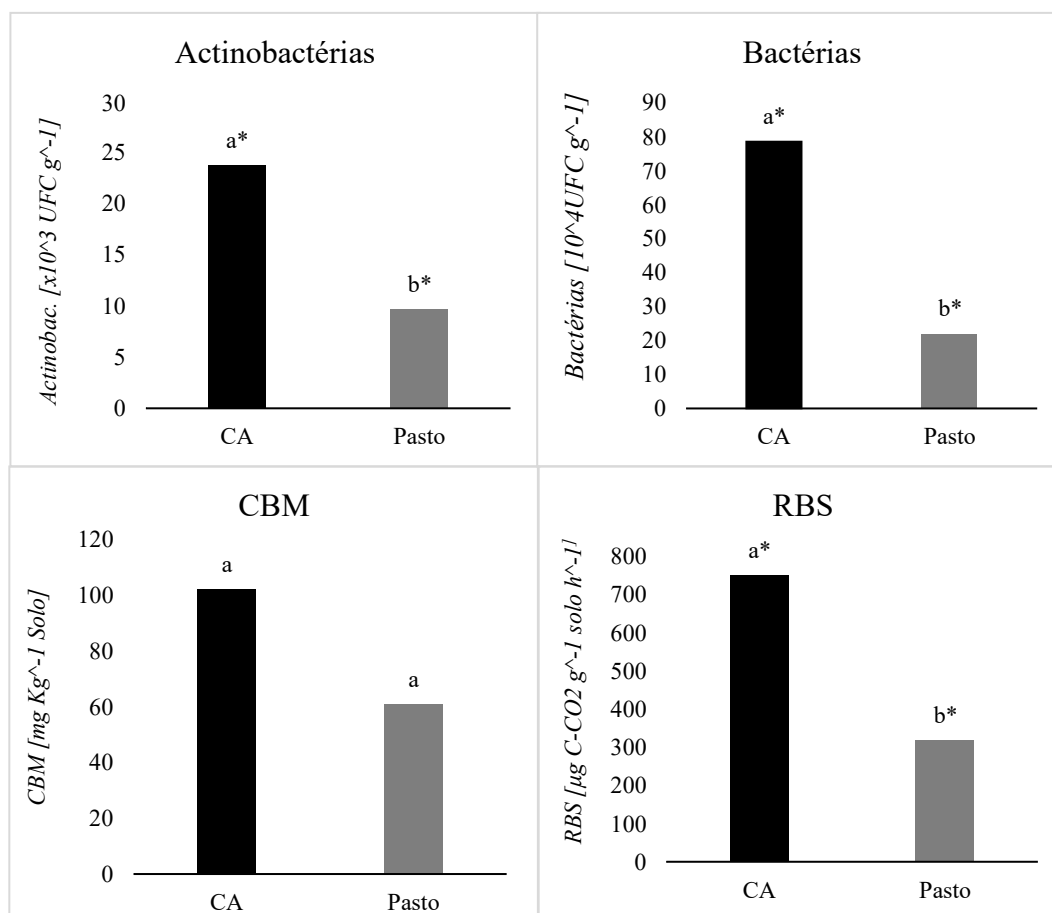 Actinobactérias
Actinobac. [x10^3 UFC g^-1]
30
25
20
15
10
5
0
a*
b*
CA
Pasto
Bactérias
Bactérias [10^4UFC g^-1]
90
80
70
60
50
40
30
20
10
0
a*
b*
CA
Pasto
CBM
CBM [mg Kg^-1 Solo]
120
100
80
60
40
20
0
a
a
CA
Pasto
RBS
RBS [µg C-CO2 g^-1 solo h^-1]
800
700
600
500
400
300
200
100
0
a*
b*
CA
Pasto